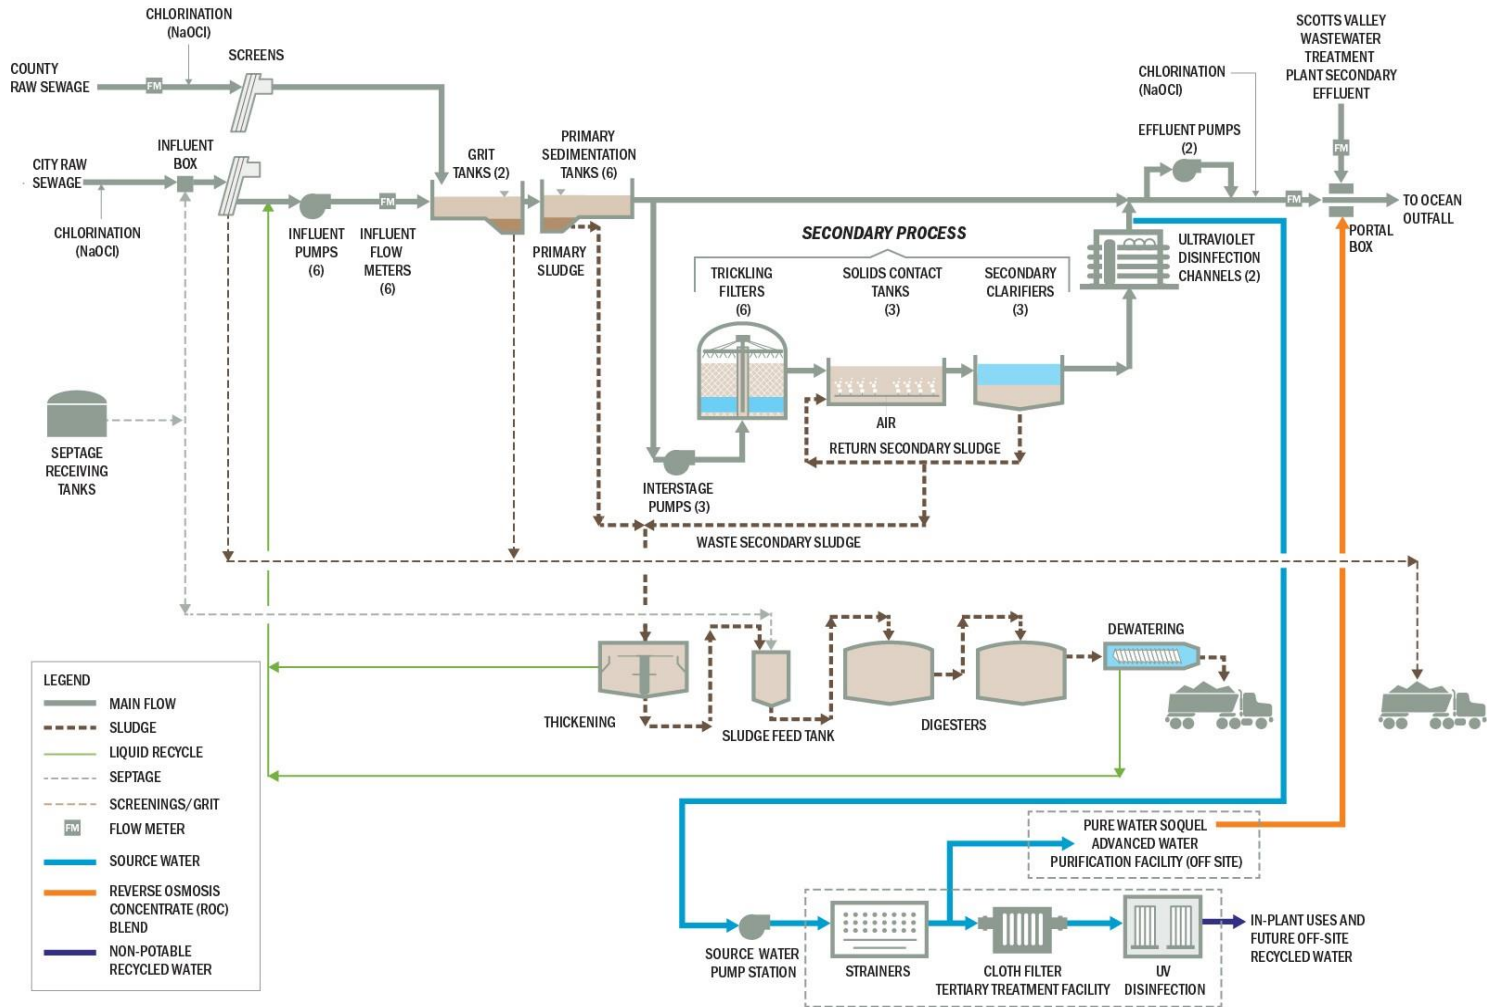 CHLORINATION
(NaOCl)
SCREENS
COUNTY
RAW SEWAGE
FM
CITY RAW
SEWAGE
INFLUENT
BOX
CHLORINATION
(NaOCl)
INFLUENT
PUMPS
(6)
FM
INFLUENT
FLOW
METERS
(6)
GRIT
TANKS (2)
PRIMARY
SEDIMENTATION
TANKS (6)
PRIMARY
SLUDGE
SECONDARY PROCESS
TRICKLING
FILTERS
(6)
SOLIDS CONTACT
TANKS
(3)
SECONDARY
CLARIFIERS
(3)
AIR
RETURN SECONDARY SLUDGE
INTERSTAGE
PUMPS (3)
WASTE SECONDARY SLUDGE
ULTRAVIOLET
DISINFECTION
CHANNELS (2)
EFFLUENT PUMPS
(2)
CHLORINATION
(NaOCl)
SCOTTS VALLEY
WASTEWATER
TREATMENT
PLANT SECONDARY
EFFLUENT
FM
FM
TO OCEAN
OUTFALL
PORTAL
BOX
SEPTAGE
RECEIVING
TANKS
THICKENING
SLUDGE FEED TANK
DIGESTERS
DEWATERING
LEGEND
MAIN FLOW
SLUDGE
LIQUID RECYCLE
SEPTAGE
SCREENINGS/GRIT
FM FLOW METER
SOURCE WATER
REVERSE OSMOSIS
CONCENTRATE (ROC)
BLEND
NON-POTABLE
RECYCLED WATER
PURE WATER SOQUEL
ADVANCED WATER
PURIFICATION FACILITY (OFF SITE)
SOURCE WATER
PUMP STATION
STRAINERS
CLOTH FILTER
UV
DISINFECTION
TERTIARY TREATMENT FACILITY
IN-PLANT USES AND
FUTURE OFF-SITE
RECYCLED WATER